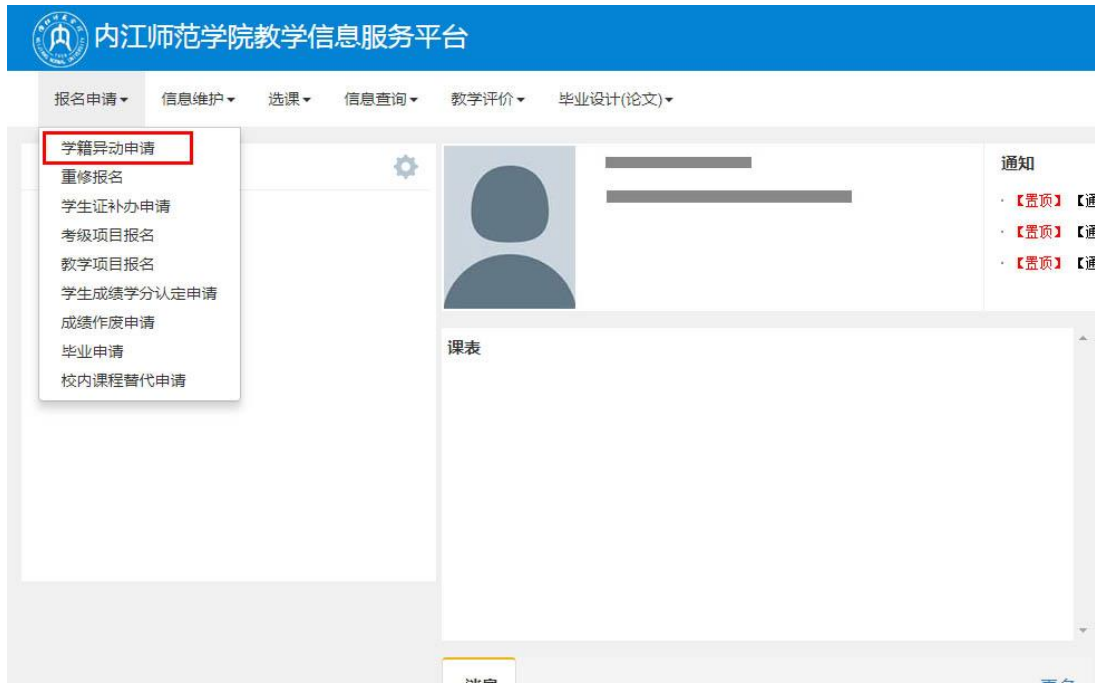 内江师范学院教学信息服务平台
报名申请 信息维护 选课 信息查询 教学评价 毕业设计(论文)
学籍异动申请
重修报名
学生证补办申请
考级项目报名
教学项目报名
学生成绩学分认定申请
成绩作废申请
毕业申请
校内课程替代申请
通知
· 【置顶】 【通
· 【置顶】 【通
· 【置顶】 【通
课表